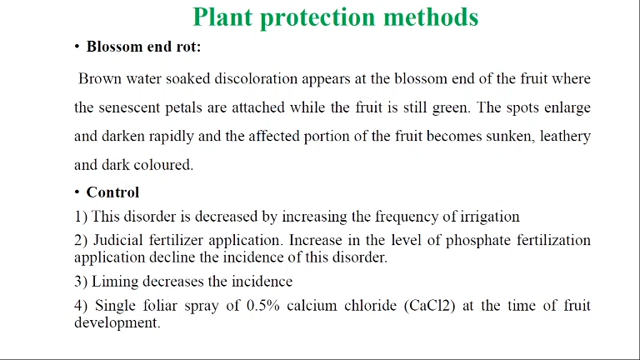 Plant protection methods
• Blossom end rot:
Brown water soaked discoloration appears at the blossom end of the fruit where
the senescent petals are attached while the fruit is still green. The spots enlarge
and darken rapidly and the affected portion of the fruit becomes sunken, leathery
and dark coloured.
• Control
1) This disorder is decreased by increasing the frequency of irrigation
2) Judicial fertilizer application. Increase in the level of phosphate fertilization
application decline the incidence of this disorder.
3) Liming decreases the incidence
4) Single foliar spray of 0.5% calcium chloride (CaCl2) at the time of fruit
development.